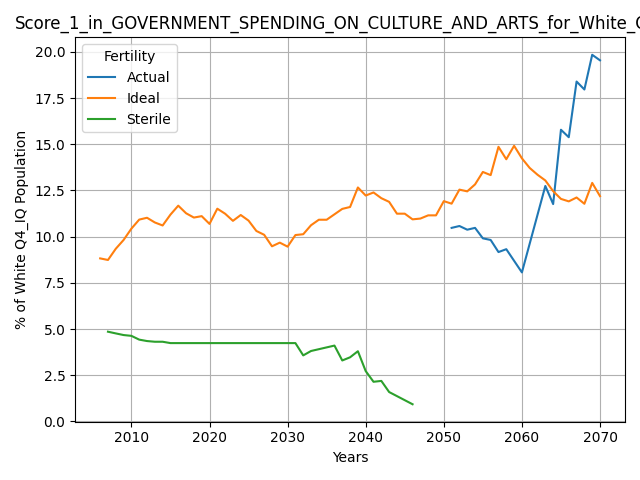 Score_1_in_GOVERNMENT_SPENDING_ON_CULTURE_AND_ARTS_for_White_
Fertility
Actual
Ideal
Sterile
% of White Q4_IQ Population
20.0
17.5
15.0
12.5
10.0
7.5
5.0
2.5
0.0
2010 2020 2030 2040 2050 2060 2070
Years